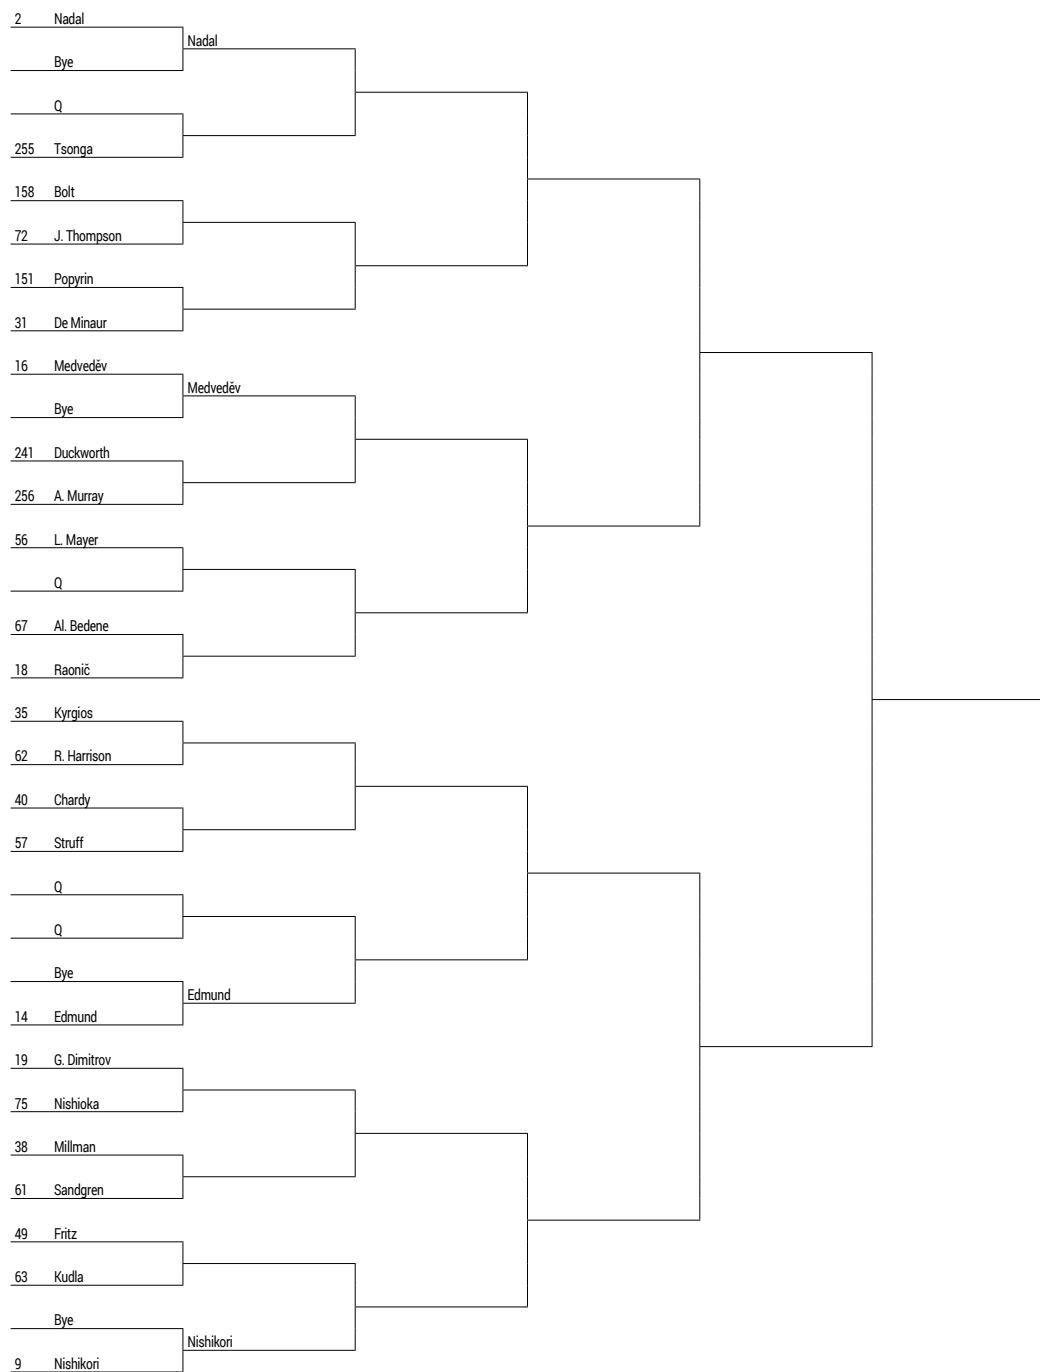 2 Nadal
Nadal
Bye
Q
255 Tsonga
158 Bolt
72 J. Thompson
151 Popyrin
31 De Minaur
16 Medveděv
Medveděv
Bye
241 Duckworth
256 A. Murray
56 L. Mayer
Q
67 Al. Bedene
18 Raonič
35 Kyrgios
62 R. Harrison
40 Chardy
57 Struff
Q
Q
Bye
Edmund
14 Edmund
19 G. Dimitrov
75 Nishioka
38 Millman
61 Sandgren
49 Fritz
63 Kudla
Bye
Nishikori
9 Nishikori